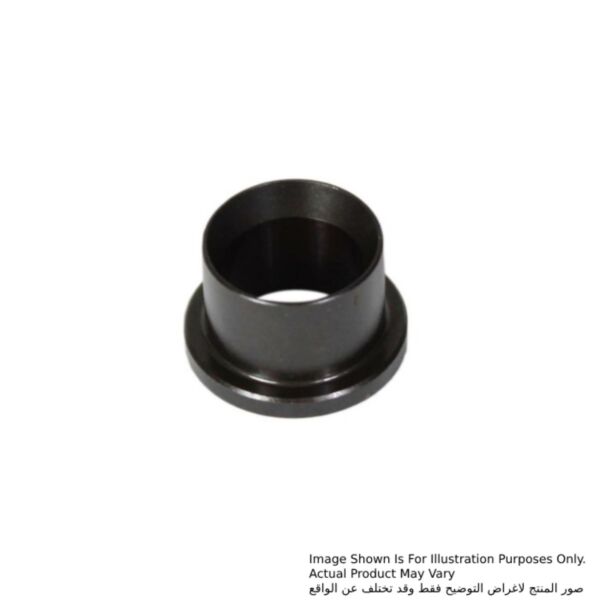 Image Shown Is For Illustration Purposes Only.
Actual Product May Vary
صور المنتج لاغراض التوضيح فقط وقد تختلف عن الواقع